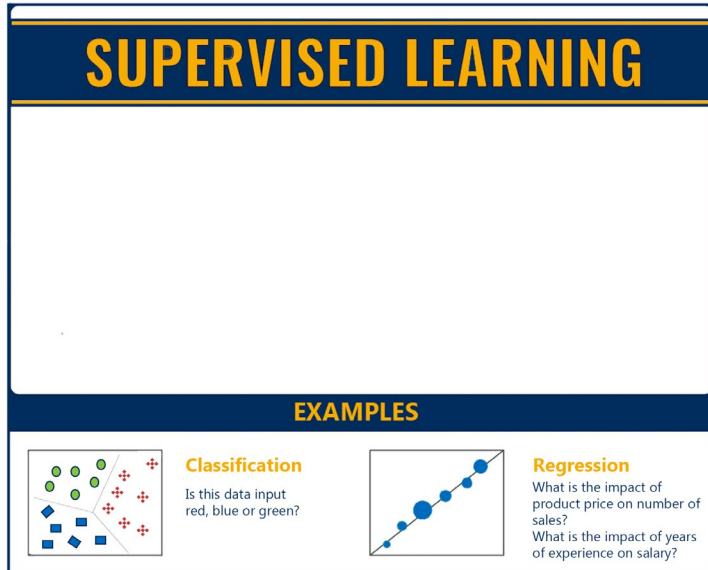 SUPERVISED LEARNING
EXAMPLES
Classification
Is this data input
red, blue or green?
Regression
What is the impact of
product price on number of
sales?
What is the impact of years
of experience on salary?